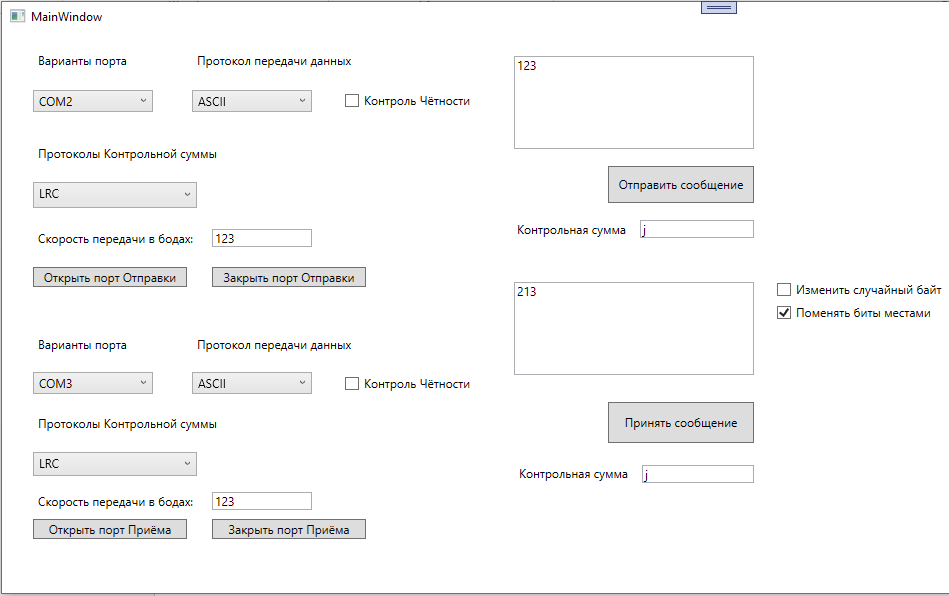 MainWindow
Варианты порта
Протокол передачи данных
COM2
ASCII
Контроль Чётности
Протоколы Контрольной суммы
LRC
Скорость передачи в бодах:
123
Открыть порт Отправки
Закрыть порт Отправки
123
Отправить сообщение
Контрольная сумма
j
Варианты порта
Протокол передачи данных
COM3
ASCII
Контроль Чётности
Протоколы Контрольной суммы
LRC
Скорость передачи в бодах:
123
Открыть порт Приёма
Закрыть порт Приёма
213
Изменить случайный байт
Поменять биты местами
Принять сообщение
Контрольная сумма
j